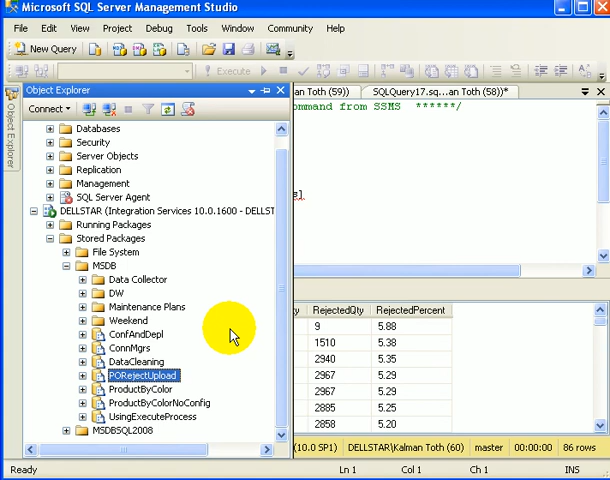 Microsoft SQL Server Management Studio
File Edit View Project Debug Tools Window Community Help
New Query
Execute
Object Explorer
an Toth (59)) SQLQuery17.sq...an Toth (58))*
Connect
ommand from SSMS ******/
Object Explorer
Databases
Security
Server Objects
Replication
Management
SQL Server Agent
DELLSTAR (Integration Services 10.0.1600 - DELLST
Running Packages
Stored Packages
File System
MSDB
Data Collector
DW
Maintenance Plans
Weekend
ConfAndDepl
ConnMgrs
DataCleaning
PORejectUpload
ProductByColor
ProductByColorNoConfig
UsingExecuteProcess
MSDBSQL2008
RejectedQty RejectedPercent
9 5.88
1510 5.38
2940 5.35
2967 5.29
2967 5.29
2885 5.25
2858 5.20
(10.0 SP1) DELLSTAR\Kalman Toth (60) master 00:00:00 86 rows
Ready Ln 1 Col 1 Ch 1